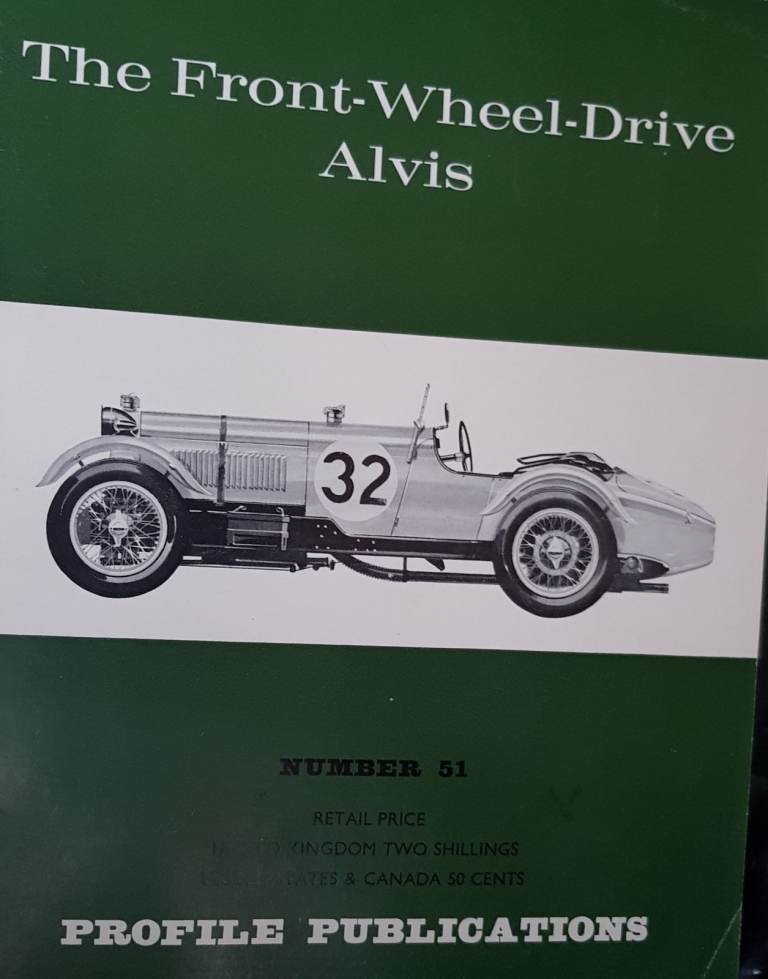 The Front-Wheel-Drive
Alvis
32
NUMBER 51
RETAIL PRICE
KINGDOM TWO SHILLINGS
& CANADA 50 CENTS
PROFILE PUBLICATIONS